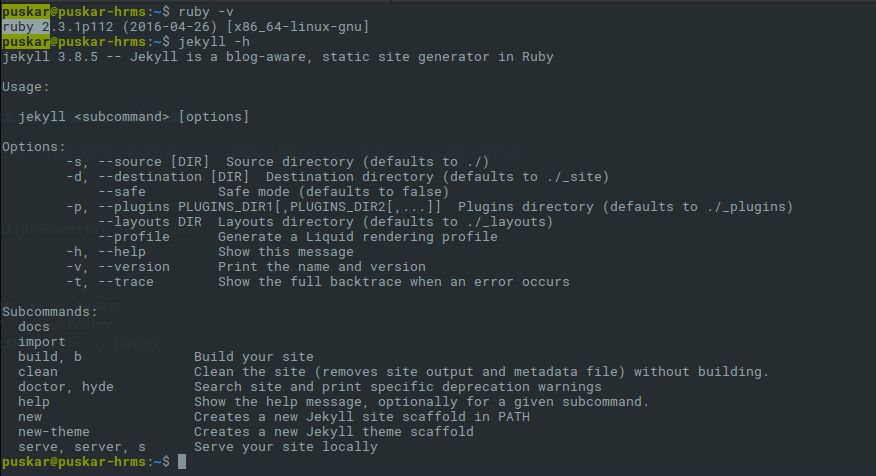 puskar@puskar-hrms:~$ ruby -v
ruby 2.3.1p112 (2016-04-26) [x86_64-linux-gnu]
puskar@puskar-hrms:~$ jekyll -h
jekyll 3.8.5 -- Jekyll is a blog-aware, static site generator in Ruby
Usage:
jekyll <subcommand> [options]
Options:
-s, --source [DIR]  Source directory (defaults to ./)
-d, --destination [DIR]  Destination directory (defaults to ./_site)
--safe         Safe mode (defaults to false)
-p, --plugins PLUGINS_DIR1[,PLUGINS_DIR2[,...]]  Plugins directory (defaults to ./_plugins)
--layouts DIR  Layouts directory (defaults to ./_layouts)
--profile      Generate a Liquid rendering profile
-h, --help         Show this message
-v, --version      Print the name and version
-t, --trace        Show the full backtrace when an error occurs
Subcommands:
docs
import
build, b              Build your site
clean                 Clean the site (removes site output and metadata file) without building.
doctor, hyde          Search site and print specific deprecation warnings
help                  Show the help message, optionally for a given subcommand.
new                   Creates a new Jekyll site scaffold in PATH
new-theme             Creates a new Jekyll theme scaffold
serve, server, s      Serve your site locally
puskar@puskar-hrms:~$